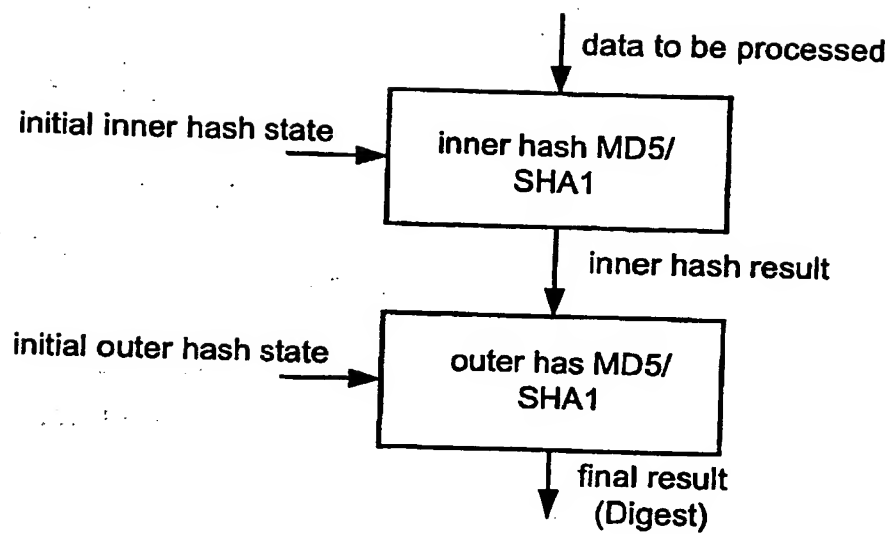 data to be processed
initial inner hash state
inner hash MD5/
SHA1
inner hash result
initial outer hash state
outer has MD5/
SHA1
final result
(Digest)